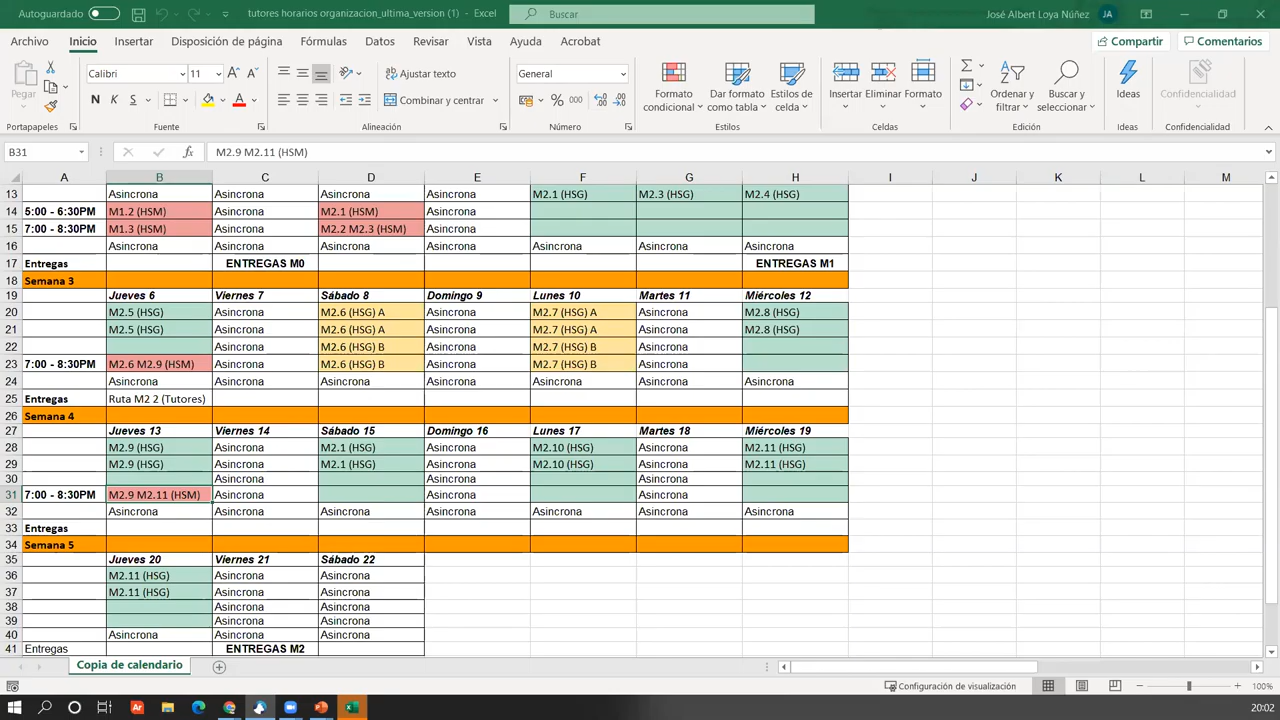 Autoguardado
tutores horarios organizacion_ultima_version (1) - Excel
Buscar
José Albert Loya Núñez JA
Archivo Inicio Insertar Disposición de página Fórmulas Datos Revisar Vista Ayuda Acrobat
Compartir Comentarios
Pegar
Calibri 11
Ajustar texto
General
N K S
Combinar y centrar
% 000
Formato condicional
Dar formato como tabla
Estilos de celda
Insertar Eliminar Formato
Ordenar y filtrar
Buscar y seleccionar
Ideas
Confidencialidad
Portapapeles Fuente Alineación Número Estilos Celdas Edición Ideas Confidencialidad
B31 fx M2.9 M2.11 (HSM)
A B C D E F G H I J K L M
13 Asincrona Asincrona Asincrona Asincrona M2.1 (HSG) M2.3 (HSG) M2.4 (HSG)
14 5:00 - 6:30PM M1.2 (HSM) Asincrona M2.1 (HSM) Asincrona
15 7:00 - 8:30PM M1.3 (HSM) Asincrona M2.2 M2.3 (HSM) Asincrona
16 Asincrona Asincrona Asincrona Asincrona Asincrona Asincrona Asincrona
17 Entregas ENTREGAS M0 ENTREGAS M1
18 Semana 3
19 Jueves 6 Viernes 7 Sábado 8 Domingo 9 Lunes 10 Martes 11 Miércoles 12
20 M2.5 (HSG) Asincrona M2.6 (HSG) A Asincrona M2.7 (HSG) A Asincrona M2.8 (HSG)
21 M2.5 (HSG) Asincrona M2.6 (HSG) A Asincrona M2.7 (HSG) A Asincrona M2.8 (HSG)
22 Asincrona M2.6 (HSG) B Asincrona M2.7 (HSG) B Asincrona
23 7:00 - 8:30PM M2.6 M2.9 (HSM) Asincrona M2.6 (HSG) B Asincrona M2.7 (HSG) B Asincrona
24 Asincrona Asincrona Asincrona Asincrona Asincrona Asincrona Asincrona
25 Entregas Ruta M2 2 (Tutores)
26 Semana 4
27 Jueves 13 Viernes 14 Sábado 15 Domingo 16 Lunes 17 Martes 18 Miércoles 19
28 M2.9 (HSG) Asincrona M2.1 (HSG) Asincrona M2.10 (HSG) Asincrona M2.11 (HSG)
29 M2.9 (HSG) Asincrona M2.1 (HSG) Asincrona M2.10 (HSG) Asincrona M2.11 (HSG)
30 Asincrona Asincrona Asincrona
31 7:00 - 8:30PM M2.9 M2.11 (HSM) Asincrona Asincrona Asincrona
32 Asincrona Asincrona Asincrona Asincrona Asincrona Asincrona Asincrona
33 Entregas
34 Semana 5
35 Jueves 20 Viernes 21 Sábado 22
36 M2.11 (HSG) Asincrona Asincrona
37 M2.11 (HSG) Asincrona Asincrona
38 Asincrona Asincrona
39 Asincrona Asincrona
40 Asincrona Asincrona Asincrona
41 Entregas ENTREGAS M2
Copia de calendario
Configuración de visualización 100%
20:02